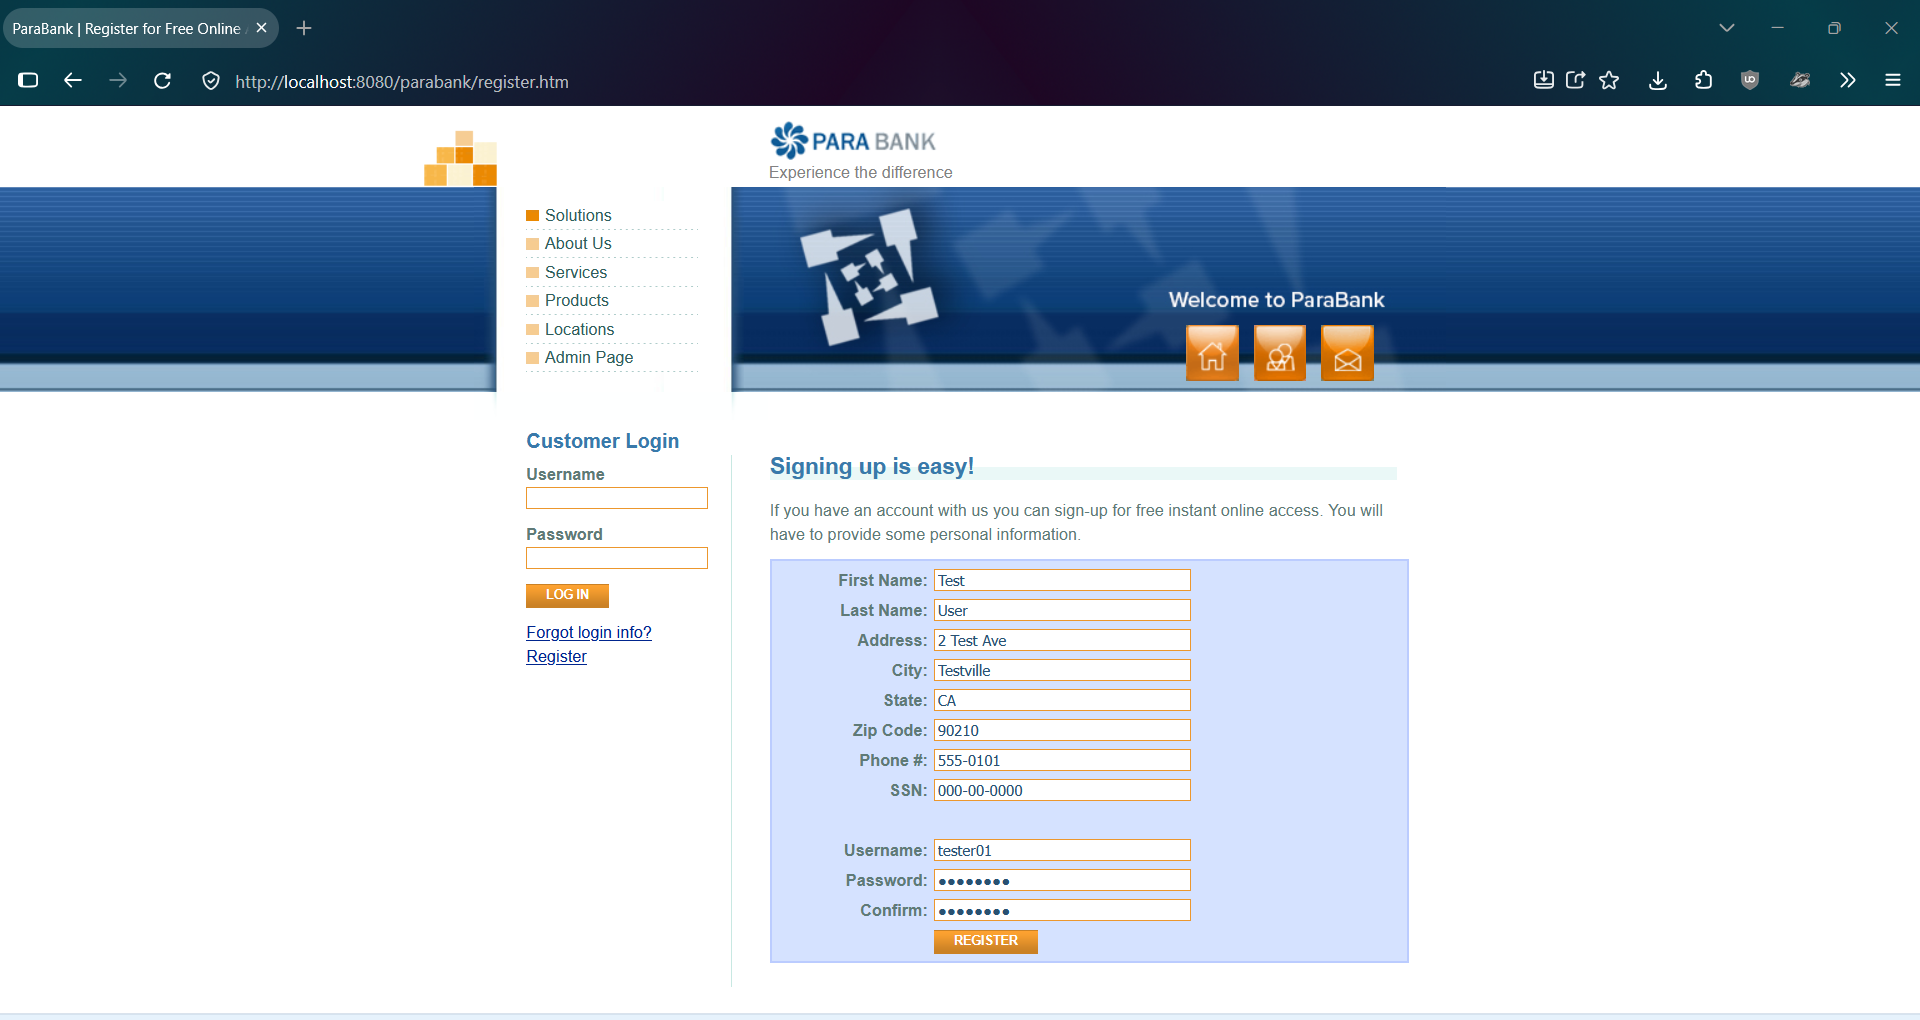 ParaBank | Register for Free Online
http://localhost:8080/parabank/register.htm
PARA BANK
Experience the difference
Solutions
About Us
Services
Products
Locations
Admin Page
Welcome to ParaBank
Customer Login
Username
Password
LOG IN
Forgot login info?
Register
Signing up is easy!
If you have an account with us you can sign-up for free instant online access. You will
have to provide some personal information.
First Name: Test
Last Name: User
Address: 2 Test Ave
City: Testville
State: CA
Zip Code: 90210
Phone #: 555-0101
SSN: 000-00-0000
Username: tester01
Password: ●●●●●●●●
Confirm: ●●●●●●●●
REGISTER